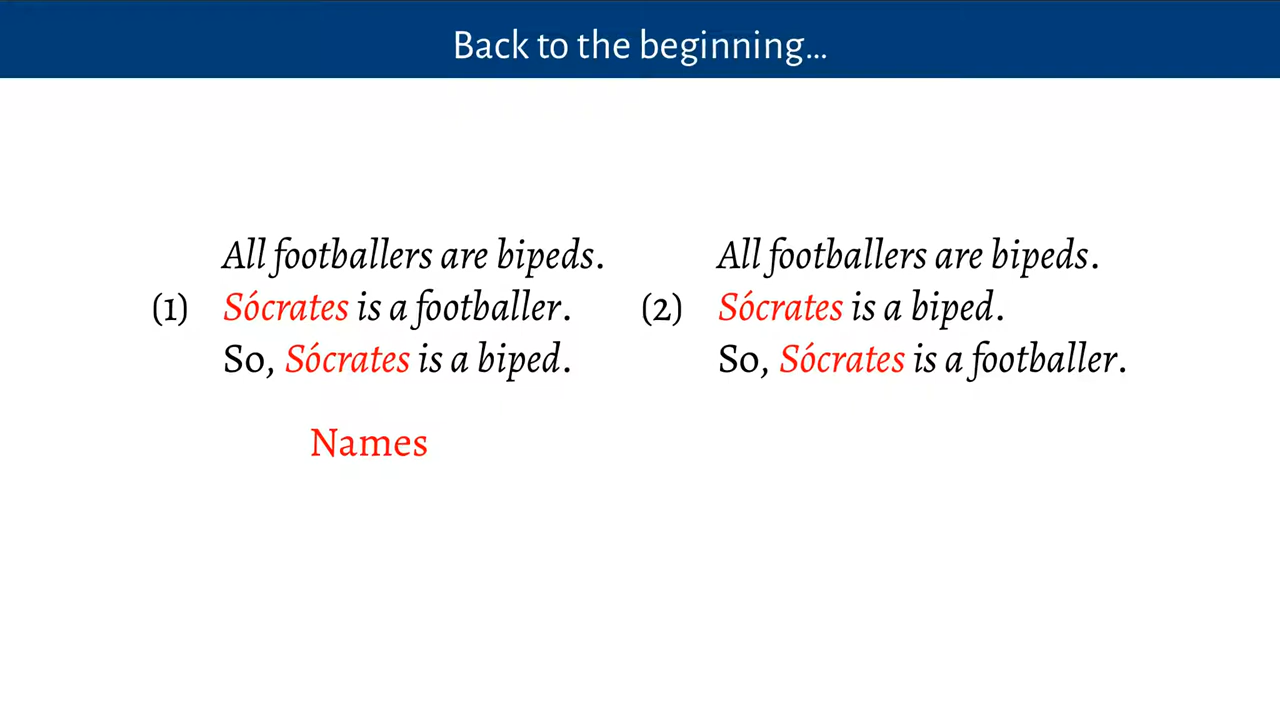 Back to the beginning...
All footballers are bipeds.
(1) Sócrates is a footballer.
So, Sócrates is a biped.
All footballers are bipeds.
(2) Sócrates is a biped.
So, Sócrates is a footballer.
Names